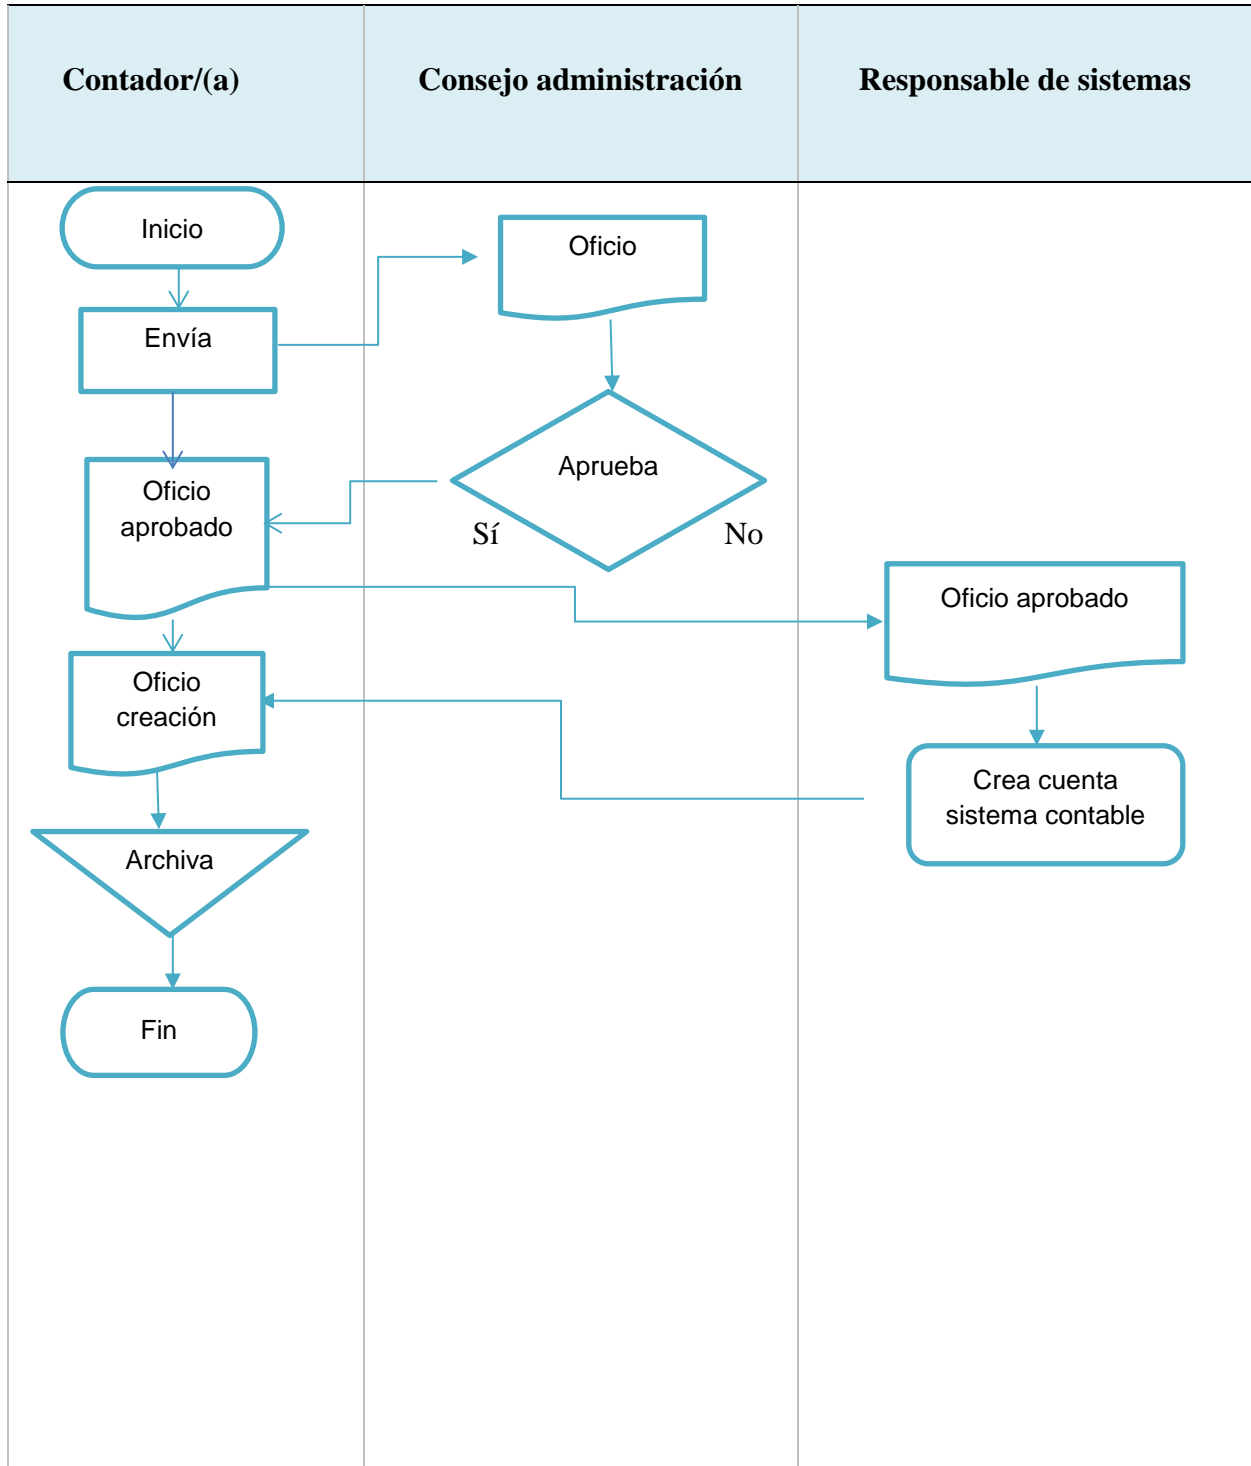 Contador/(a)
Consejo administración
Responsable de sistemas
Inicio
Oficio
Envía
Aprueba
Oficio
aprobado
Sí
No
Oficio aprobado
Oficio
creación
Crea cuenta
sistema contable
Archiva
Fin